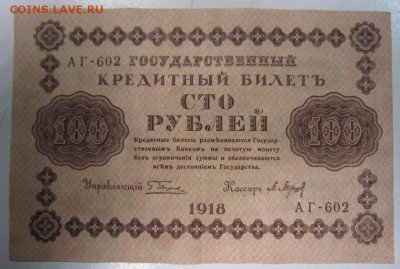 COINS.LAVE.RU
АГ-602 ГОСУДАРСТВЕННЫЙ
КРЕДИТНЫЙ БИЛЕТЪ
СТО
РУБЛЕЙ
100 100
Кредитные билеты размѣниваются Государ-
ственнымъ Банкомъ на золотую монету
безъ ограниченія суммы и обезпечиваются
всѣмъ достояніемъ Государства.
Управляющій
Кассиръ
1918
АГ-602